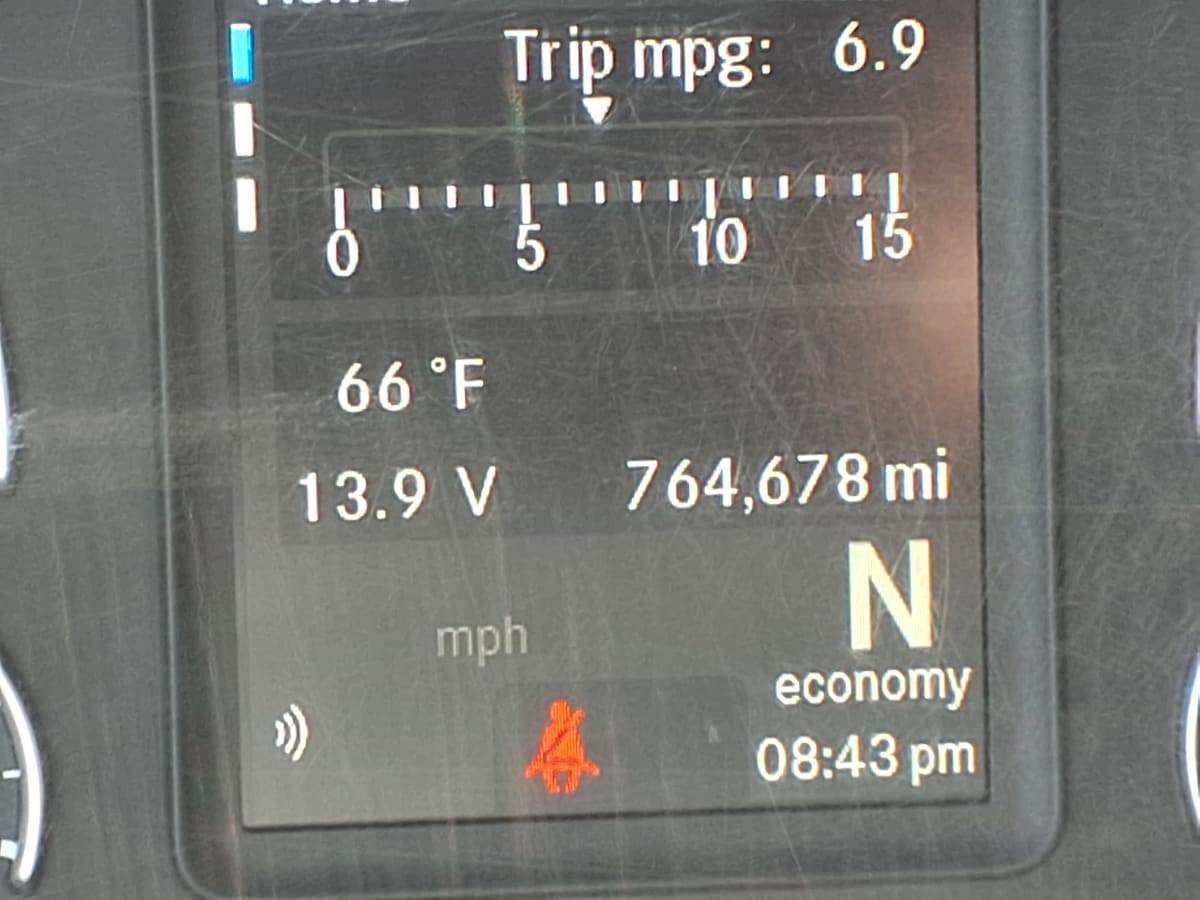 Trip mpg: 6.9
0 5 10 15
66 °F
13.9 V 764,678 mi
N
mph
economy
08:43 pm